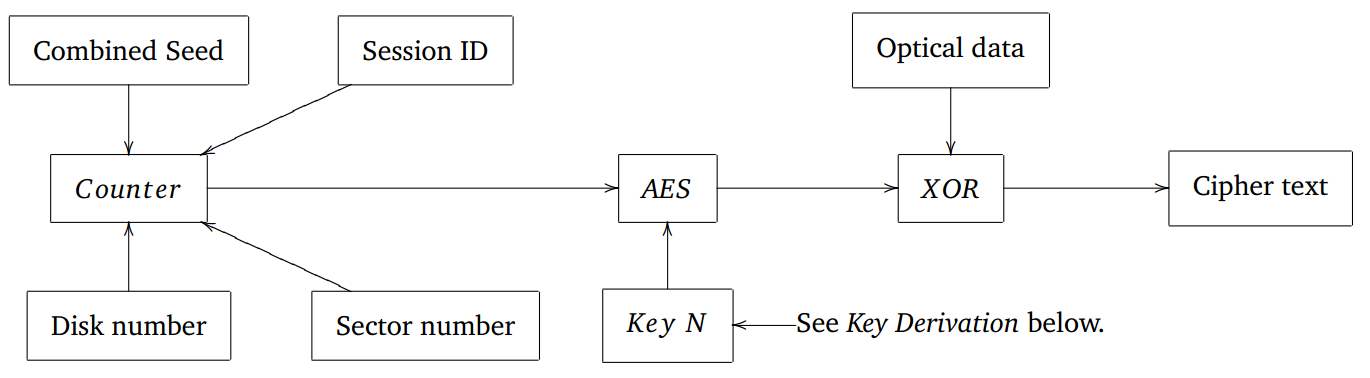 Combined Seed
Session ID
Optical data
Counter
AES
XOR
Cipher text
Disk number
Sector number
Key N
See Key Derivation below.